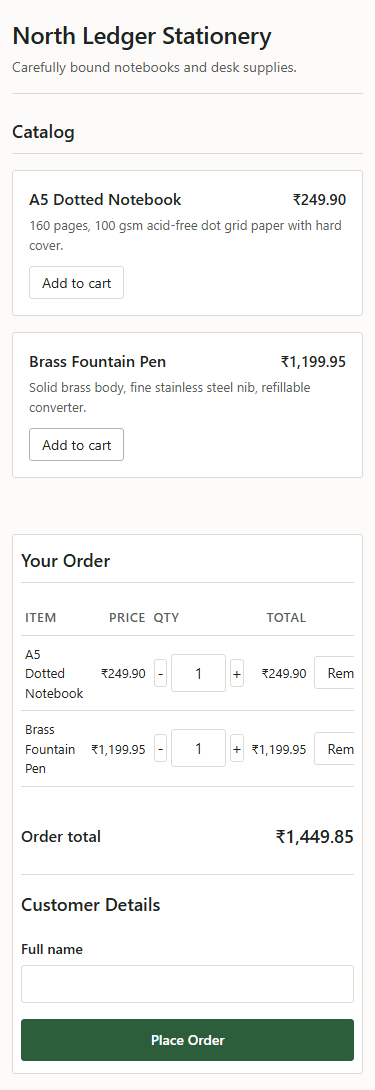 North Ledger Stationery
Carefully bound notebooks and desk supplies.
Catalog
A5 Dotted Notebook ₹249.90
160 pages, 100 gsm acid-free dot grid paper with hard
cover.
Add to cart
Brass Fountain Pen ₹1,199.95
Solid brass body, fine stainless steel nib, refillable
converter.
Add to cart
Your Order
ITEM PRICE QTY TOTAL
A5
Dotted
Notebook ₹249.90 - 1 + ₹249.90 Rem
Brass
Fountain
Pen ₹1,199.95 - 1 + ₹1,199.95 Rem
Order total ₹1,449.85
Customer Details
Full name
Place Order